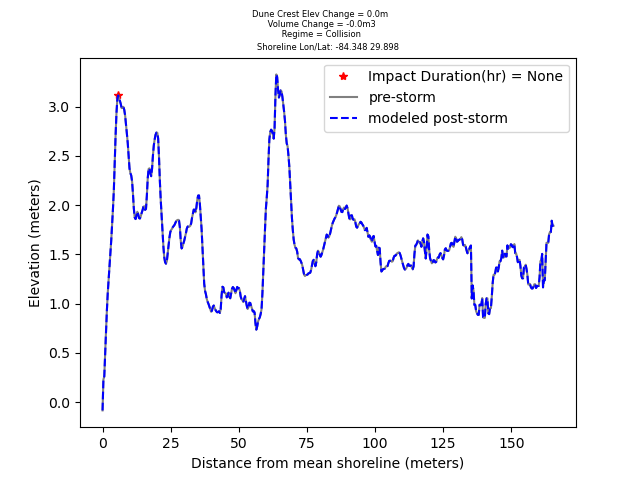 Dune Crest Elev Change = 0.0m
Volume Change = -0.0m3
Regime = Collision
Shoreline Lon/Lat: -84.348 29.898
Impact Duration(hr) = None
pre-storm
modeled post-storm
3.0
2.5
2.0
1.5
1.0
0.5
0.0
Elevation (meters)
0 25 50 75 100 125 150
Distance from mean shoreline (meters)